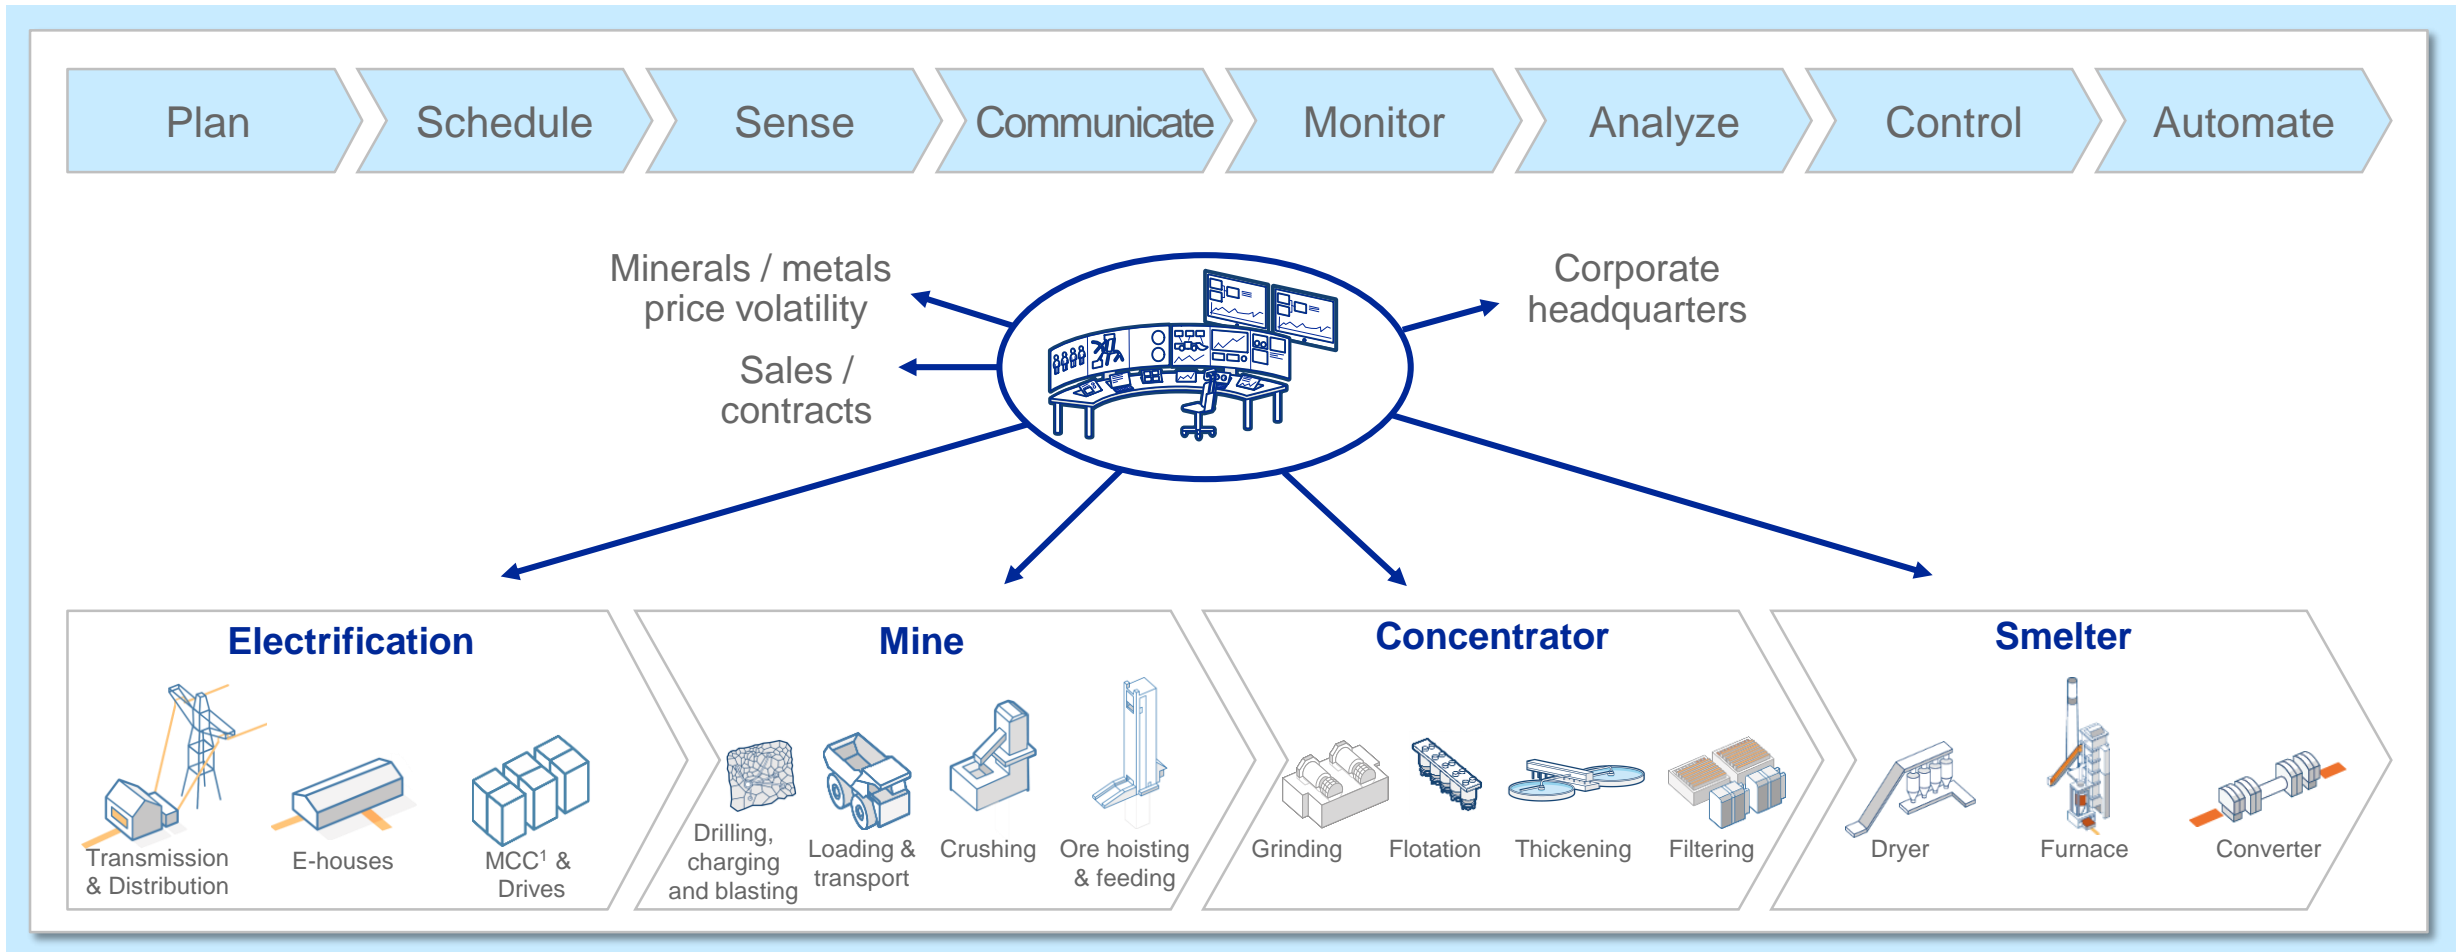 Plan
Schedule
Sense
Communicate
Monitor
Analyze
Control
Automate
Minerals / metals
price volatility
Sales /
contracts
Corporate
headquarters
Electrification
Transmission
& Distribution
E-houses
MCC¹ &
Drives
Mine
Drilling,
charging
and blasting
Loading &
transport
Crushing
Ore hoisting
& feeding
Concentrator
Grinding
Flotation
Thickening
Filtering
Smelter
Dryer
Furnace
Converter